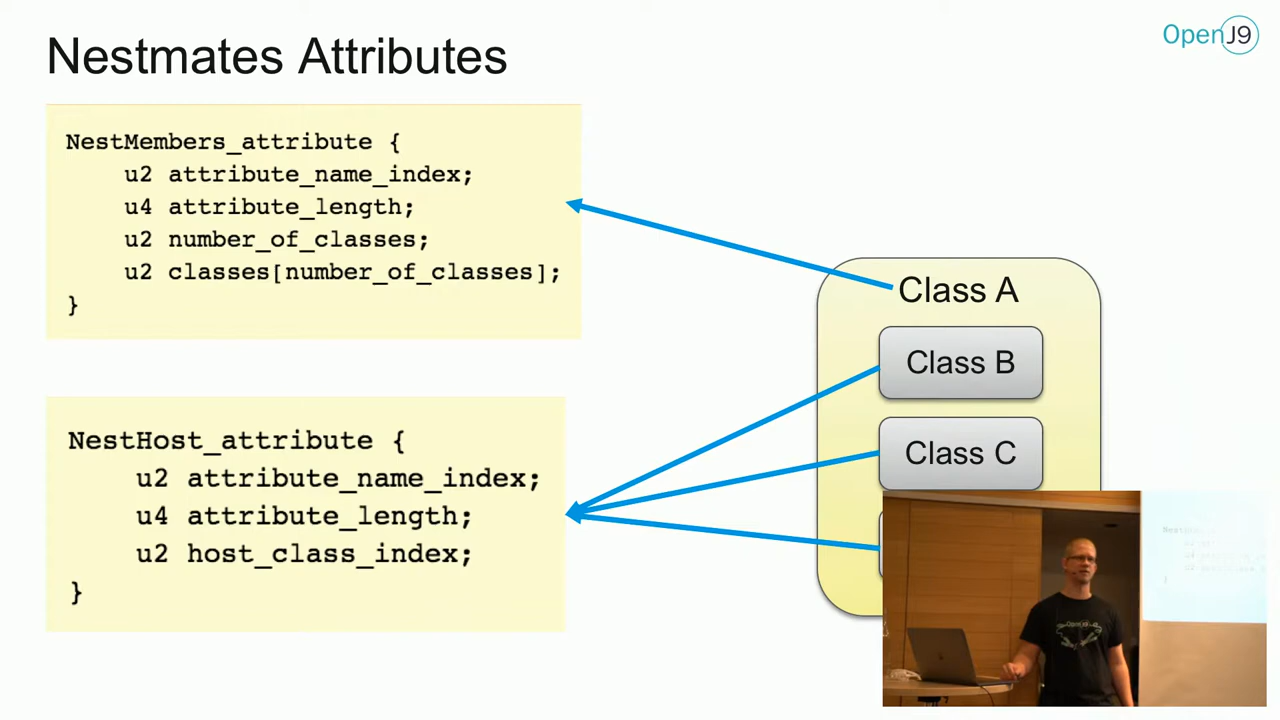 Nestmates Attributes
OpenJ9
NestMembers_attribute {
u2 attribute_name_index;
u4 attribute_length;
u2 number_of_classes;
u2 classes[number_of_classes];
}
Class A
Class B
Class C
NestHost_attribute {
u2 attribute_name_index;
u4 attribute_length;
u2 host_class_index;
}